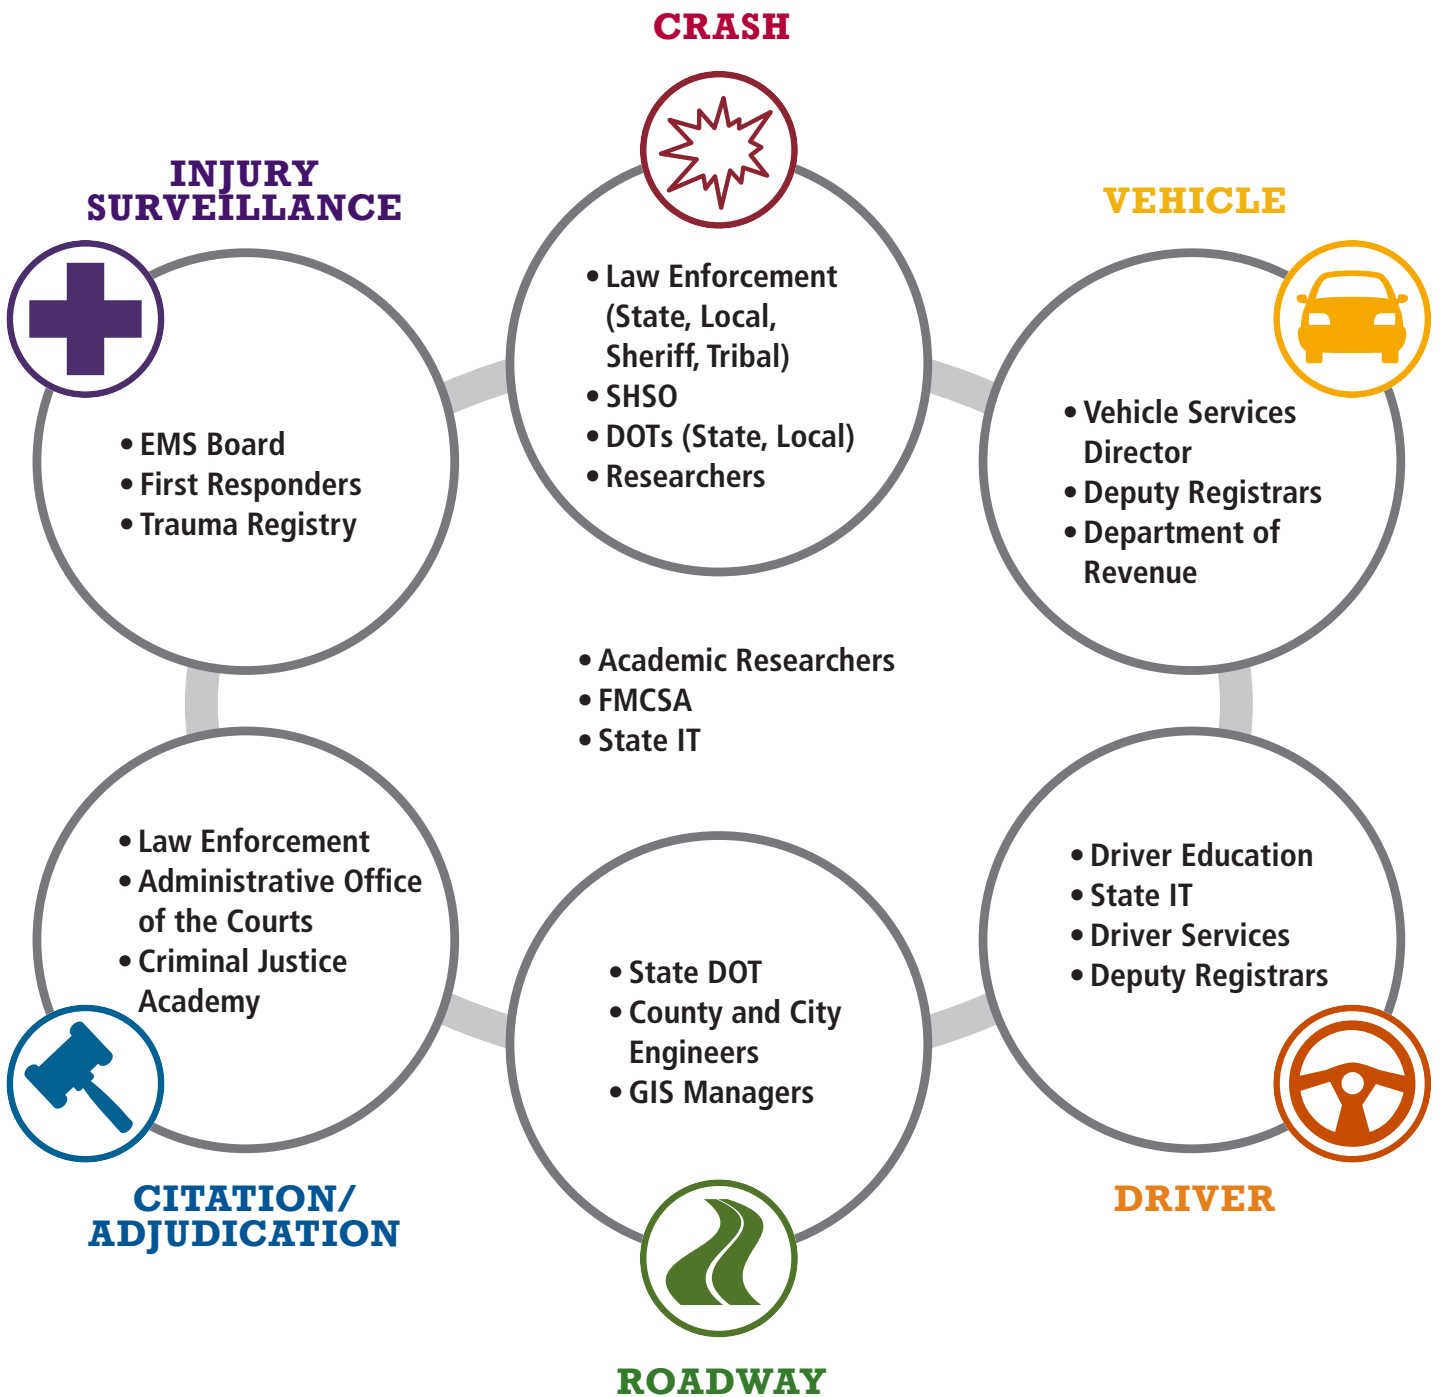 CRASH
INJURY
SURVEILLANCE
VEHICLE
• Law Enforcement
(State, Local,
Sheriff, Tribal)
• SHSO
• DOTs (State, Local)
• Researchers
• EMS Board
• First Responders
• Trauma Registry
• Vehicle Services
Director
• Deputy Registrars
• Department of
Revenue
• Academic Researchers
• FMCSA
• State IT
• Law Enforcement
• Administrative Office
of the Courts
• Criminal Justice
Academy
• State DOT
• County and City
Engineers
• GIS Managers
• Driver Education
• State IT
• Driver Services
• Deputy Registrars
CITATION/
ADJUDICATION
DRIVER
ROADWAY